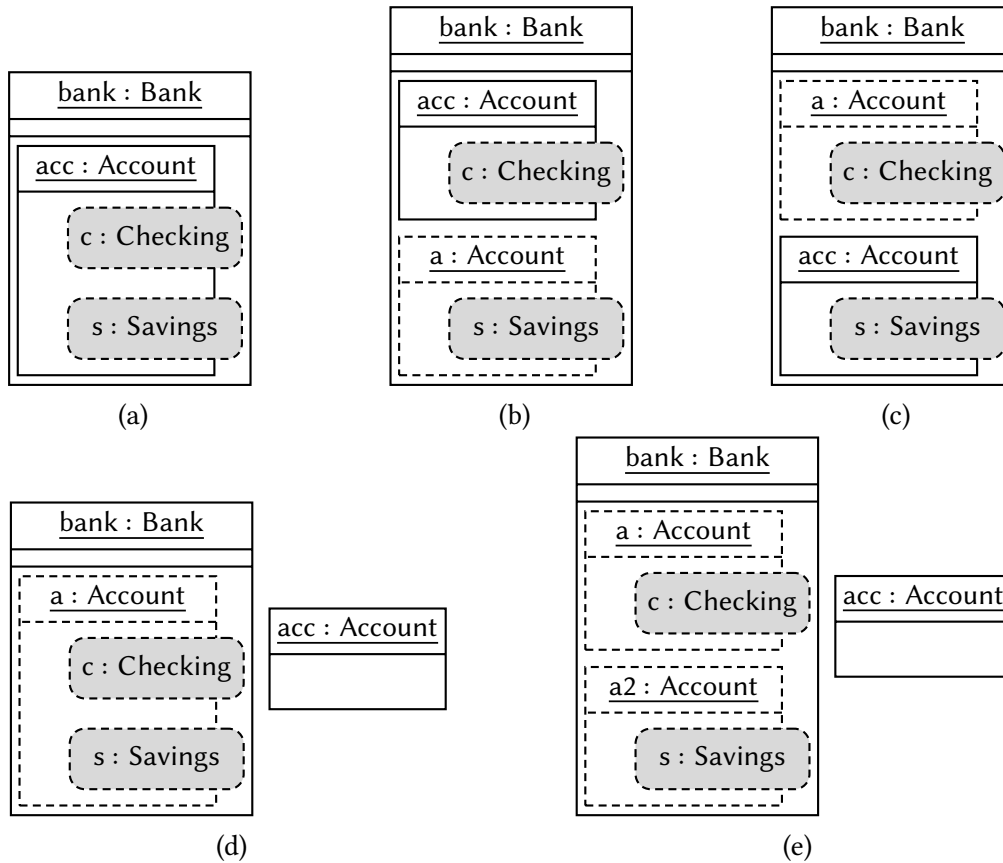 bank : Bank
acc : Account
c : Checking
s : Savings
(a)
bank : Bank
acc : Account
c : Checking
a : Account
s : Savings
(b)
bank : Bank
a : Account
c : Checking
acc : Account
s : Savings
(c)
bank : Bank
a : Account
c : Checking
s : Savings
acc : Account
(d)
bank : Bank
a : Account
c : Checking
a2 : Account
s : Savings
acc : Account
(e)